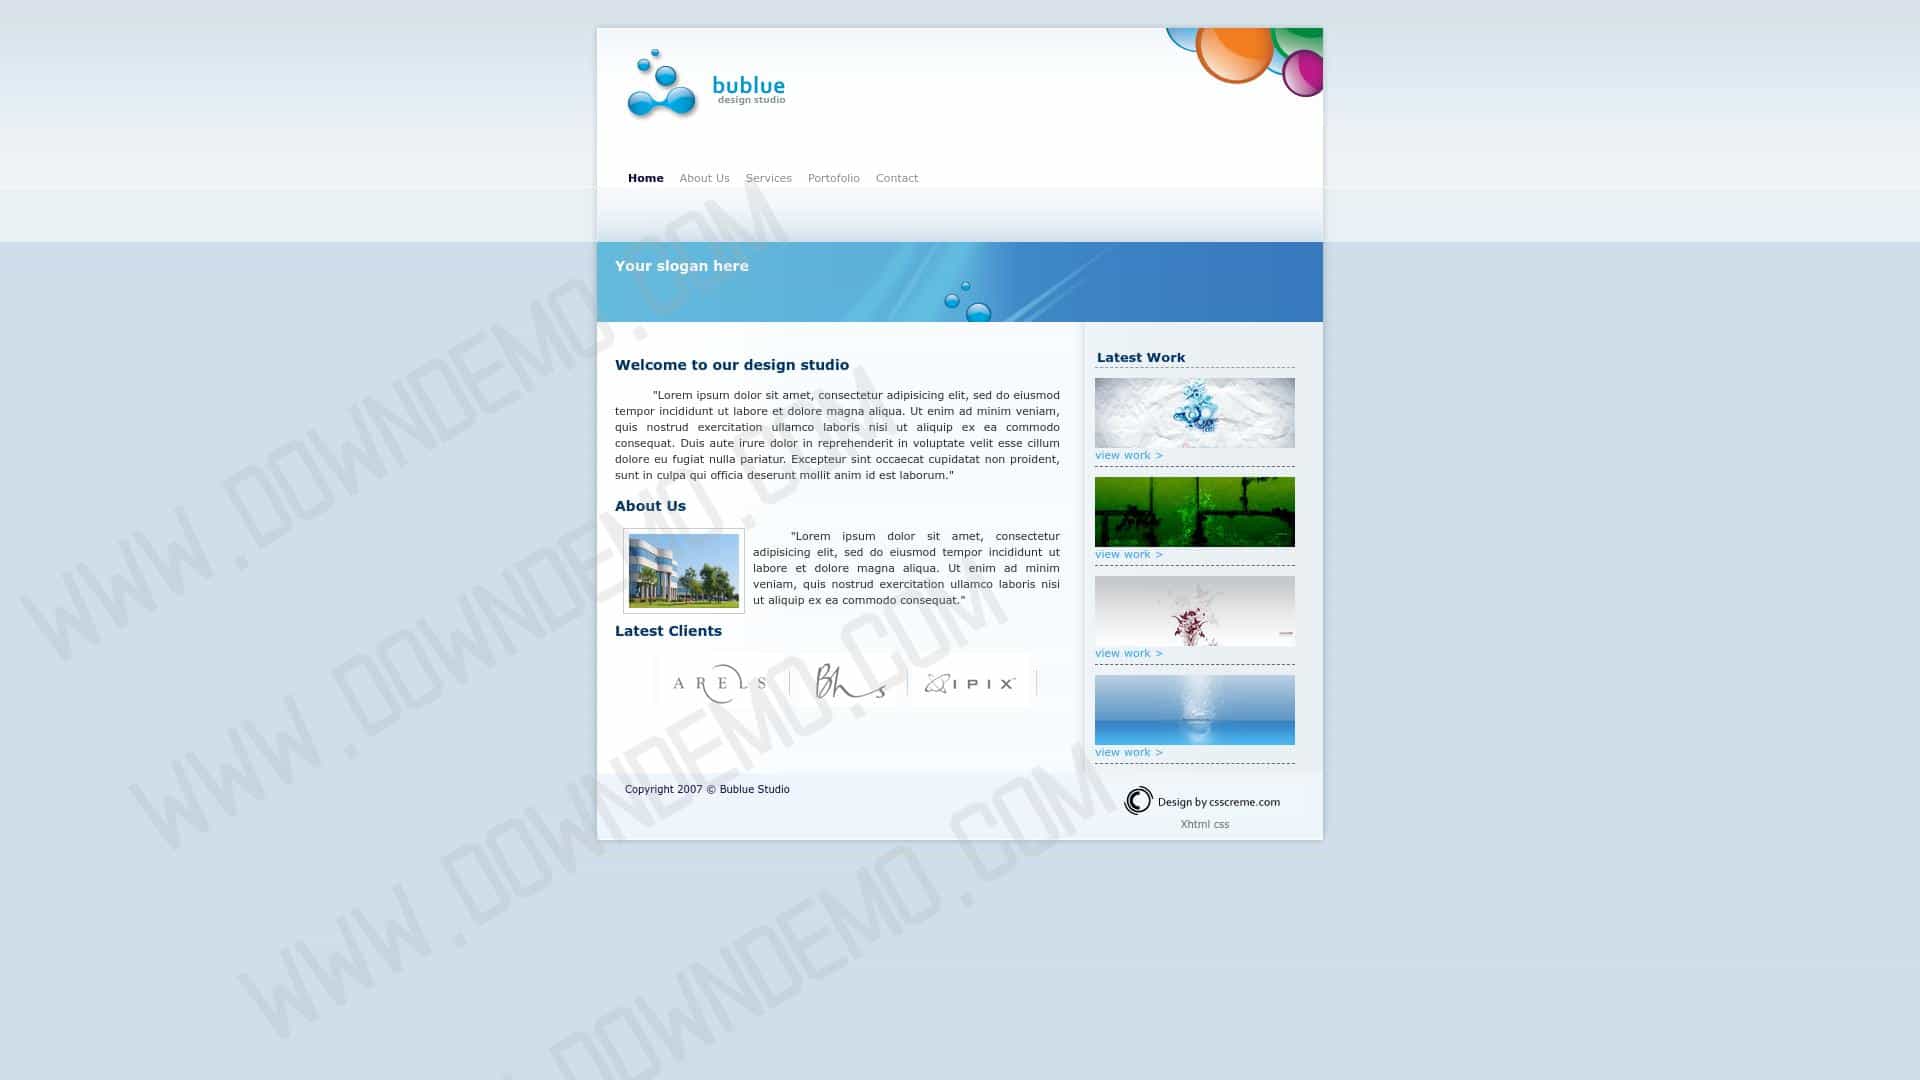 bublue
design studio
Home About Us Services Portofolio Contact
Your slogan here
Welcome to our design studio
"Lorem ipsum dolor sit amet, consectetur adipisicing elit, sed do eiusmod
tempor incididunt ut labore et dolore magna aliqua. Ut enim ad minim veniam,
quis nostrud exercitation ullamco laboris nisi ut aliquip ex ea commodo
consequat. Duis aute irure dolor in reprehenderit in voluptate velit esse cillum
dolore eu fugiat nulla pariatur. Excepteur sint occaecat cupidatat non proident,
sunt in culpa qui officia deserunt mollit anim id est laborum."
About Us
"Lorem ipsum dolor sit amet, consectetur
adipisicing elit, sed do eiusmod tempor incididunt ut
labore et dolore magna aliqua. Ut enim ad minim
veniam, quis nostrud exercitation ullamco laboris nisi
ut aliquip ex ea commodo consequat."
Latest Clients
ARELS
Bhs
IPIX
Latest Work
view work >
view work >
view work >
view work >
Copyright 2007 © Bublue Studio
Design by csscreme.com
Xhtml css
WWW.DOWNDEMO.COM
WWW.DOWNDEMO.COM
WWW.DOWNDEMO.COM
.DOWNDEMO.COM